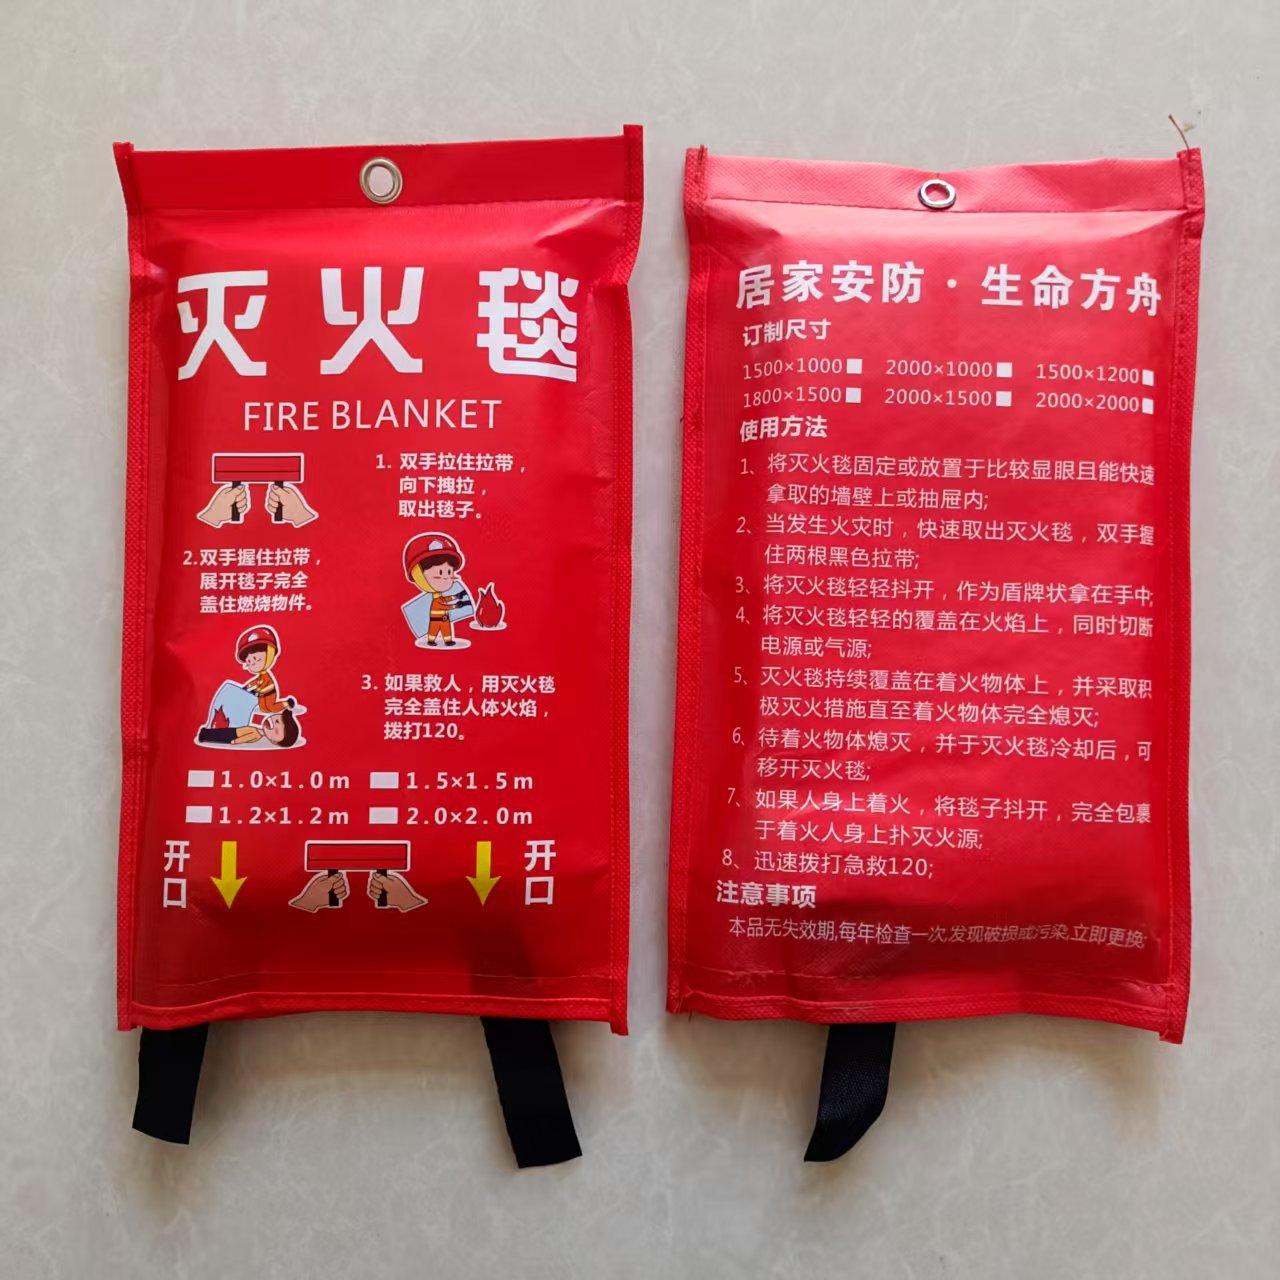 灭火毯
FIRE BLANKET
1. 双手拉住拉带，
向下拽拉，
取出毯子。
2.双手握住拉带，
展开毯子完全
盖住燃烧物件。
3. 如果救人，用灭火毯
完全盖住人体火焰，
拨打120。
1.0×1.0m 1.5×1.5m
1.2×1.2m 2.0×2.0m
开口 开口
居家安防·生命方舟
订制尺寸
1500×1000 2000×1000 1500×1200
1800×1500 2000×1500 2000×2000
使用方法
1、将灭火毯固定或放置于比较显眼且能快速
拿取的墙壁上或抽屉内;
2、当发生火灾时，快速取出灭火毯，双手握
住两根黑色拉带;
3、将灭火毯轻轻抖开，作为盾牌状拿在手中
4、将灭火毯轻轻的覆盖在火焰上，同时切断
电源或气源;
5、灭火毯持续覆盖在着火物体上，并采取积
极灭火措施直至着火物体完全熄灭;
6、待着火物体熄灭，并于灭火毯冷却后，可
移开灭火毯;
7、如果人身上着火，将毯子抖开，完全包裹
于着火人身上扑灭火源;
8、迅速拨打急救120;
注意事项
本品无失效期,每年检查一次,发现破损或污染,立即更换;